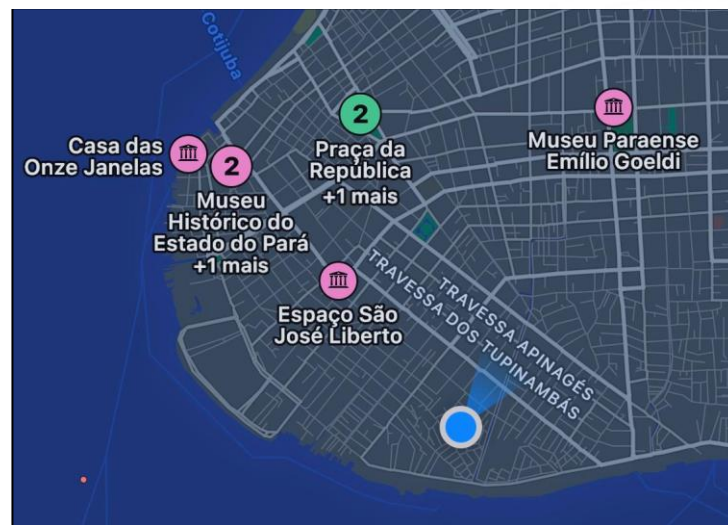 Cotijuba
2
Praça da
República
+1 mais
Museu Paraense
Emílio Goeldi
Casa das
Onze Janelas
2
Museu
Histórico do
Estado do Pará
+1 mais
Espaço São
José Liberto
TRAVESSA APINAGÉS
TRAVESSA DOS TUPINAMBÁS